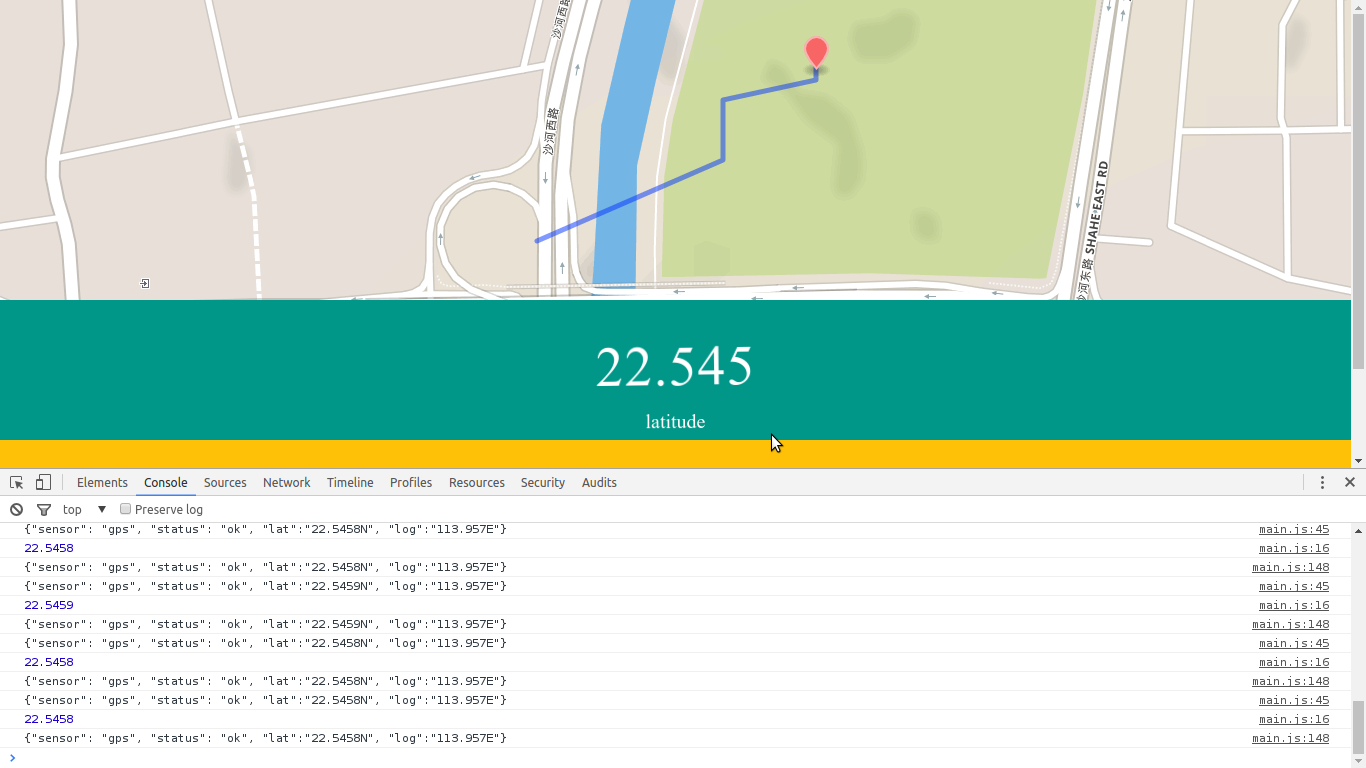 沙河西路
沙河西路
沙河东路 SHAHE EAST RD
22.545
latitude
Elements Console Sources Network Timeline Profiles Resources Security Audits
top Preserve log
{"sensor": "gps", "status": "ok", "lat":"22.5458N", "log":"113.957E"} main.js:45
22.5458 main.js:16
{"sensor": "gps", "status": "ok", "lat":"22.5458N", "log":"113.957E"} main.js:148
{"sensor": "gps", "status": "ok", "lat":"22.5459N", "log":"113.957E"} main.js:45
22.5459 main.js:16
{"sensor": "gps", "status": "ok", "lat":"22.5459N", "log":"113.957E"} main.js:148
{"sensor": "gps", "status": "ok", "lat":"22.5458N", "log":"113.957E"} main.js:45
22.5458 main.js:16
{"sensor": "gps", "status": "ok", "lat":"22.5458N", "log":"113.957E"} main.js:148
{"sensor": "gps", "status": "ok", "lat":"22.5458N", "log":"113.957E"} main.js:45
22.5458 main.js:16
{"sensor": "gps", "status": "ok", "lat":"22.5458N", "log":"113.957E"} main.js:148